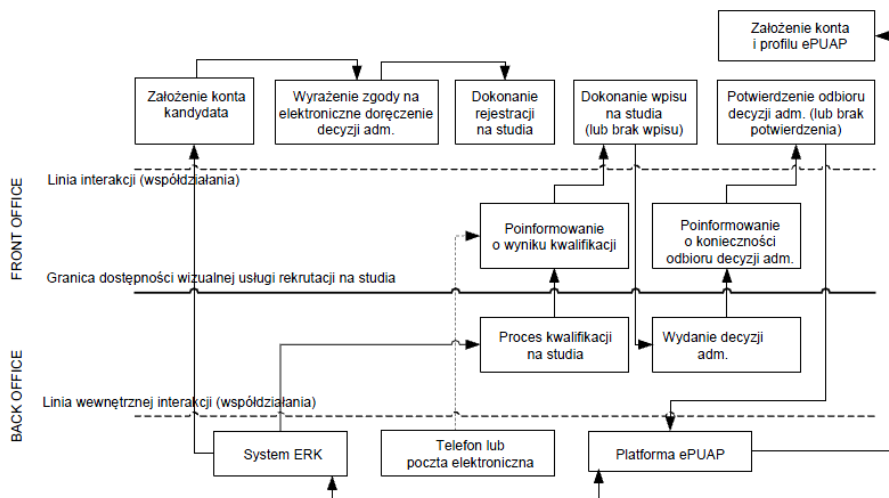 Założenie konta
i profilu ePUAP
Założenie konta
kandydata
Wyrażenie zgody na
elektroniczne doręczenie
decyzji adm.
Dokonanie
rejestracji
na studia
Dokonanie wpisu
na studia
(lub brak wpisu)
Potwierdzenie odbioru
decyzji adm. (lub brak
potwierdzenia)
Linia interakcji (współdziałania)
FRONT OFFICE
Poinformowanie
o wyniku kwalifikacji
Poinformowanie
o konieczności
odbioru decyzji adm.
Granica dostępności wizualnej usługi rekrutacji na studia
BACK OFFICE
Proces kwalifikacji
na studia
Wydanie decyzji
adm.
Linia wewnętrznej interakcji (współdziałania)
System ERK
Telefon lub
poczta elektroniczna
Platforma ePUAP